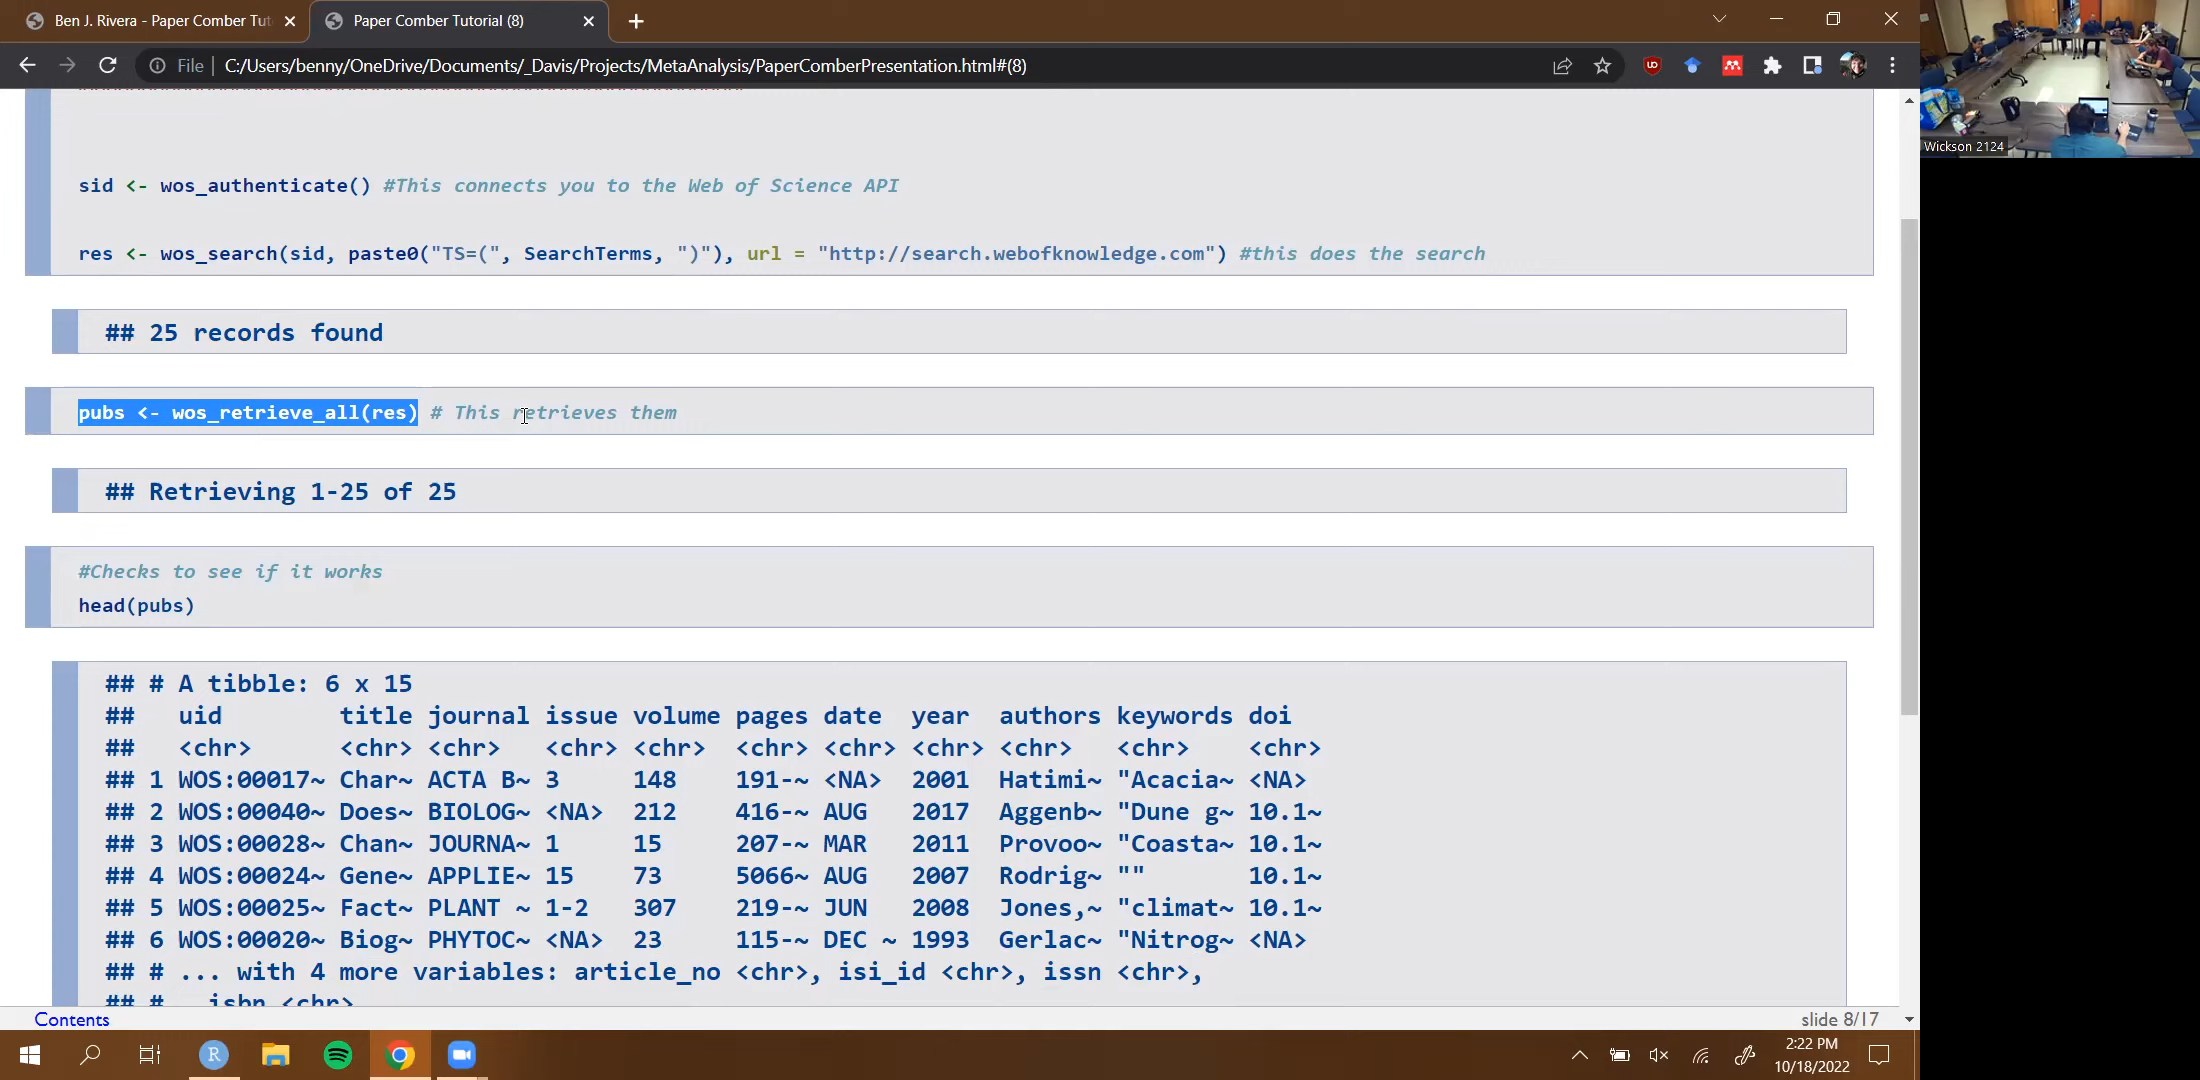 Ben J. Rivera - Paper Comber Tut
Paper Comber Tutorial (8)
File
C:/Users/benny/OneDrive/Documents/_Davis/Projects/MetaAnalysis/PaperComberPresentation.html#(8)
Wickson 2124
sid <- wos_authenticate() #This connects you to the Web of Science API
res <- wos_search(sid, paste0("TS=(", SearchTerms, ")"), url = "http://search.webofknowledge.com") #this does the search
## 25 records found
pubs <- wos_retrieve_all(res) # This retrieves them
## Retrieving 1-25 of 25
#Checks to see if it works
head(pubs)
## # A tibble: 6 x 15
## uid title journal issue volume pages date year authors keywords doi
## <chr> <chr> <chr> <chr> <chr> <chr> <chr> <chr> <chr> <chr> <chr>
## 1 WOS:00017~ Char~ ACTA B~ 3 148 191-~ <NA> 2001 Hatimi~ "Acacia~ <NA>
## 2 WOS:00040~ Does~ BIOLOG~ <NA> 212 416-~ AUG 2017 Aggenb~ "Dune g~ 10.1~
## 3 WOS:00028~ Chan~ JOURNA~ 1 15 207-~ MAR 2011 Provoo~ "Coasta~ 10.1~
## 4 WOS:00024~ Gene~ APPLIE~ 15 73 5066~ AUG 2007 Rodrig~ "" 10.1~
## 5 WOS:00025~ Fact~ PLANT ~ 1-2 307 219-~ JUN 2008 Jones,~ "climat~ 10.1~
## 6 WOS:00020~ Biog~ PHYTOC~ <NA> 23 115-~ DEC ~ 1993 Gerlac~ "Nitrog~ <NA>
## # ... with 4 more variables: article_no <chr>, isi_id <chr>, issn <chr>,
## # isbn <chr>
Contents
slide 8/17
2:22 PM
10/18/2022